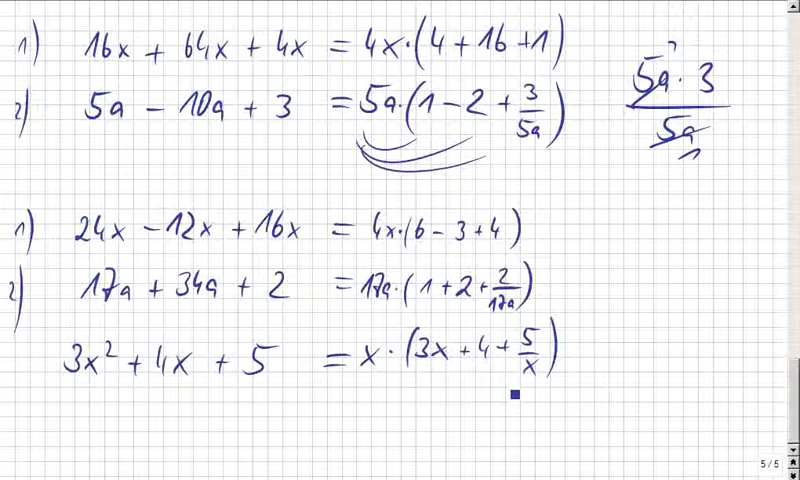 1) 16x + 64x + 4x = 4x·(4 + 16 + 1)
2) 5a − 10a + 3 = 5a·(1 − 2 + 3/5a)
5a · 3 / 5a
1
1
1) 24x − 12x + 16x = 4x·(6 − 3 + 4)
2) 17a + 34a + 2 = 17a·(1 + 2 + 2/17a)
3x² + 4x + 5 = x·(3x + 4 + 5/x)
5/5